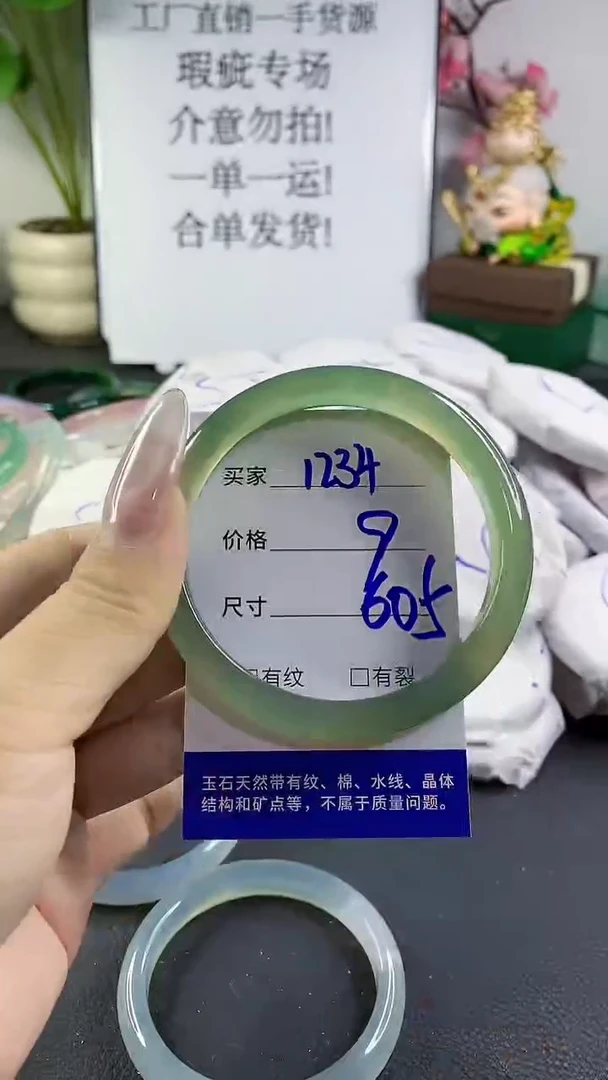 工厂直销一手货源
瑕疵专场
介意勿拍!
一单一运!
合单发货!
买家 1234
价格 9
尺寸 605
□有纹 □有裂
玉石天然带有纹、棉、水线、晶体
结构和矿点等，不属于质量问题。